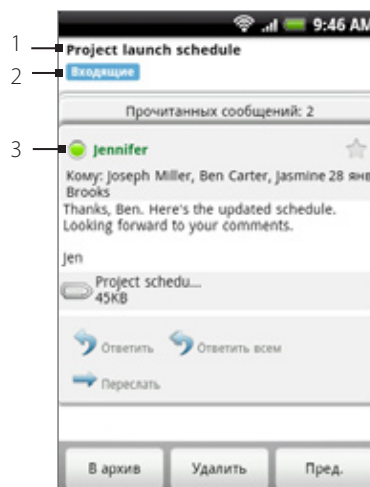 9:46 AM
1 Project launch schedule
2 Входящие
Прочитанных сообщений: 2
3 Jennifer
Кому: Joseph Miller, Ben Carter, Jasmine 28 янв
Brooks
Thanks, Ben. Here's the updated schedule.
Looking forward to your comments.
Jen
Project schedu...
45KB
Ответить Ответить всем
Переслать
В архив Удалить Пред.